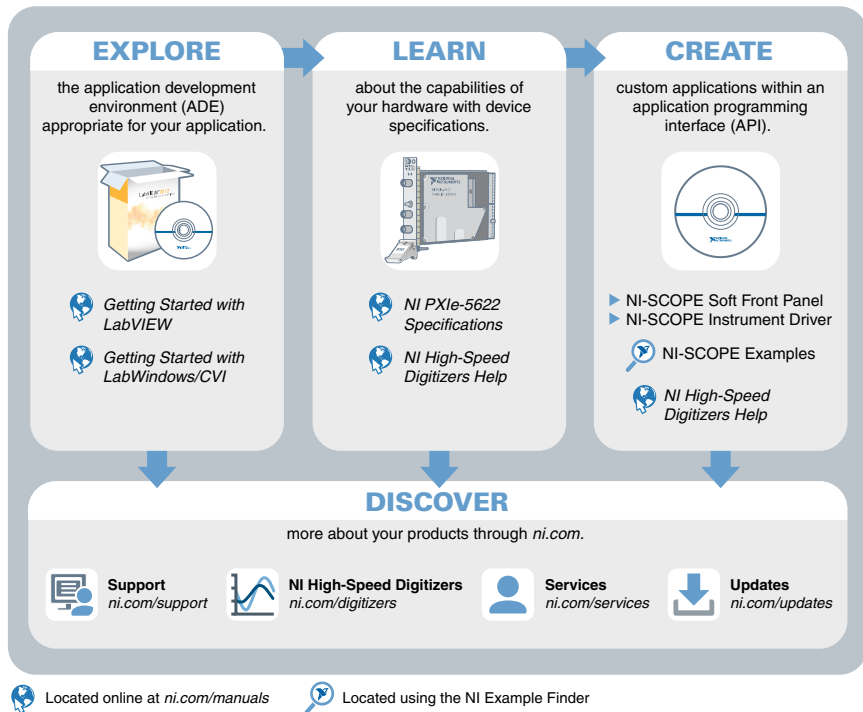 EXPLORE
the application development
environment (ADE)
appropriate for your application.
LabVIEW
Getting Started with
LabVIEW
Getting Started with
LabWindows/CVI
LEARN
about the capabilities of
your hardware with device
specifications.
NATIONAL
INSTRUMENTS
NI PXIe-5622
Specifications
NI High-Speed
Digitizers Help
CREATE
custom applications within an
application programming
interface (API).
NI-SCOPE Soft Front Panel
NI-SCOPE Instrument Driver
NI-SCOPE Examples
NI High-Speed
Digitizers Help
DISCOVER
more about your products through ni.com.
Support
ni.com/support
NI High-Speed Digitizers
ni.com/digitizers
Services
ni.com/services
Updates
ni.com/updates
Located online at ni.com/manuals
Located using the NI Example Finder